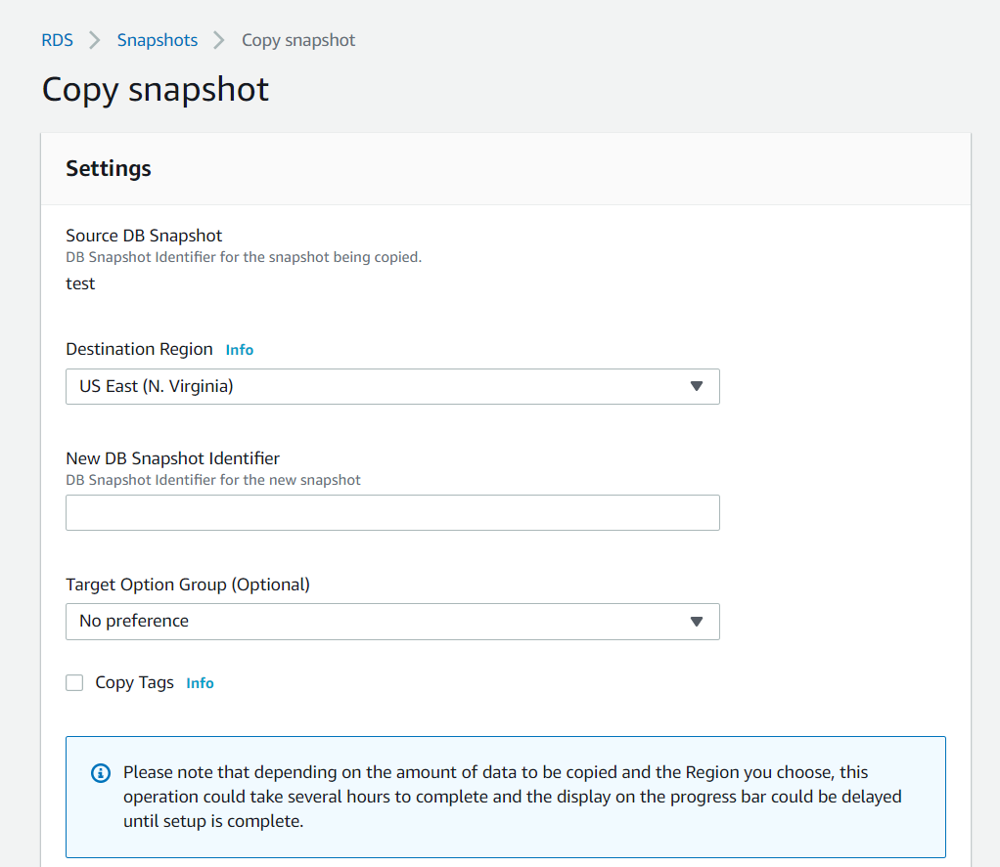 RDS > Snapshots > Copy snapshot
Copy snapshot
Settings
Source DB Snapshot
DB Snapshot Identifier for the snapshot being copied.
test
Destination Region Info
US East (N. Virginia)
New DB Snapshot Identifier
DB Snapshot Identifier for the new snapshot
Target Option Group (Optional)
No preference
Copy Tags Info
Please note that depending on the amount of data to be copied and the Region you choose, this
operation could take several hours to complete and the display on the progress bar could be delayed
until setup is complete.